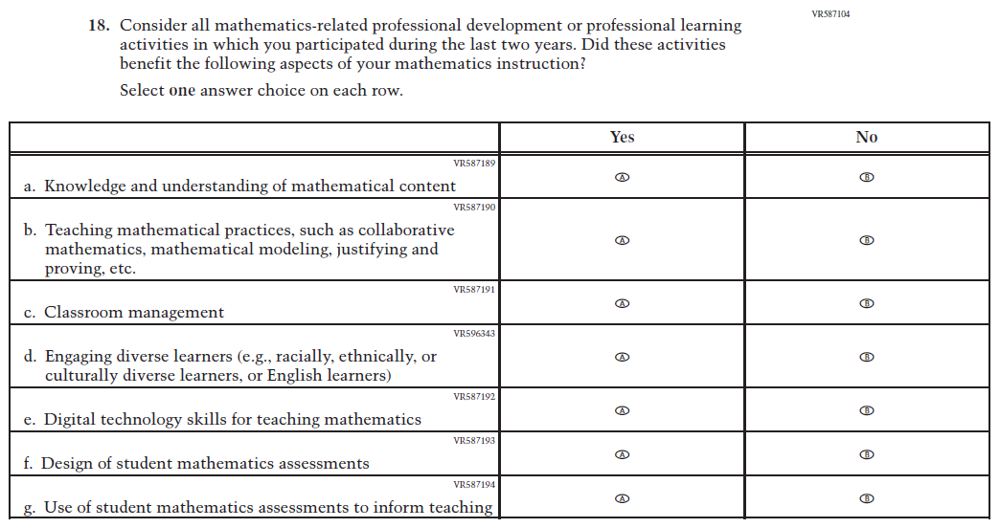 VR587104
18. Consider all mathematics-related professional development or professional learning
activities in which you participated during the last two years. Did these activities
benefit the following aspects of your mathematics instruction?
Select one answer choice on each row.
Yes No
VR587189
a. Knowledge and understanding of mathematical content A B
VR587190
b. Teaching mathematical practices, such as collaborative
mathematics, mathematical modeling, justifying and
proving, etc. A B
VR587191
c. Classroom management A B
VR596343
d. Engaging diverse learners (e.g., racially, ethnically, or
culturally diverse learners, or English learners) A B
VR587192
e. Digital technology skills for teaching mathematics A B
VR587193
f. Design of student mathematics assessments A B
VR587194
g. Use of student mathematics assessments to inform teaching A B